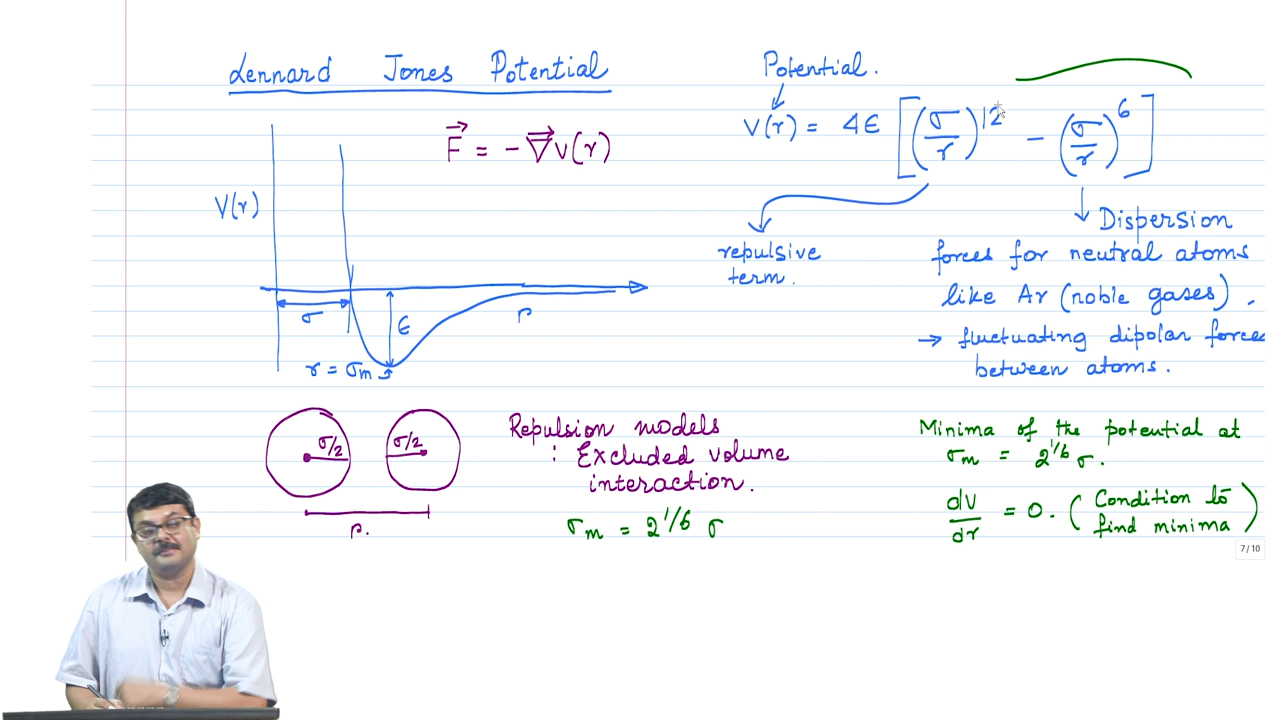 Lennard Jones Potential
F⃗ = - ∇⃗V(r)
V(r)
σ
ϵ
r
r = σm
σ/2
σ/2
r.
Repulsion models
: Excluded volume
interaction.
σm = 2^1/6 σ
Potential.
V(r) = 4ϵ [(σ/r)^12 - (σ/r)^6]
repulsive
term.
Dispersion
forces for neutral atoms
like Ar (noble gases).
→ fluctuating dipolar forces
between atoms.
Minima of the potential at
σm = 2^1/6 σ.
dV/dr = 0. (Condition to
find minima)
7 / 10